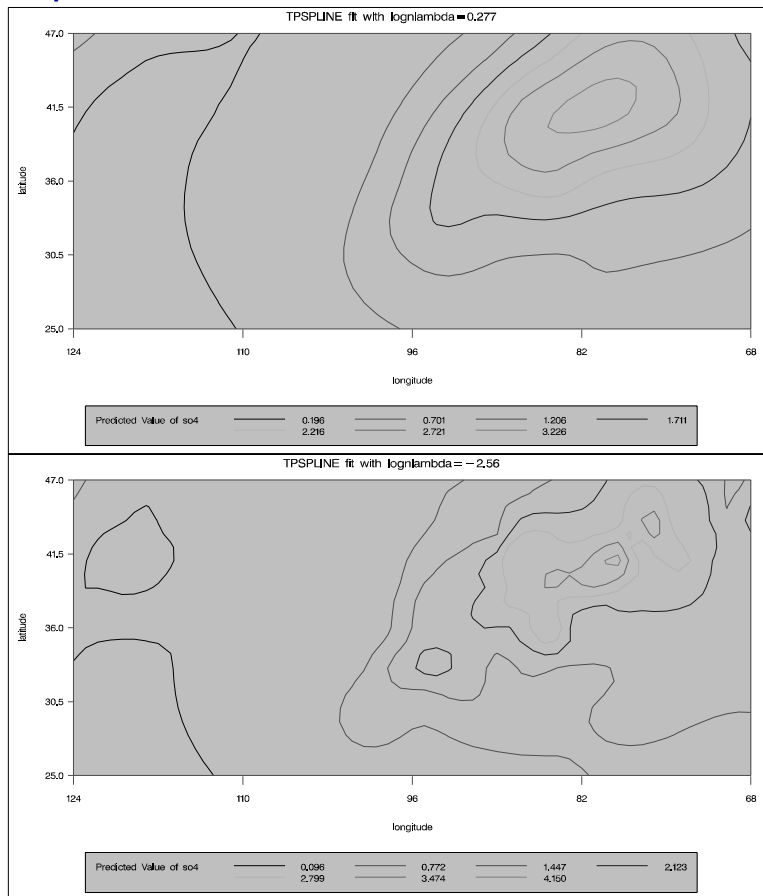 TPSPLINE fit with lognlambda=0.277
47.0
41.5
36.0
30.5
25.0
latitude
124 110 96 82 68
longitude
Predicted Value of so4 0.196 0.701 1.206 1.711
2.216 2.721 3.226
TPSPLINE fit with lognlambda=-2.56
47.0
41.5
36.0
30.5
25.0
latitude
124 110 96 82 68
longitude
Predicted Value of so4 0.096 0.772 1.447 2.123
2.799 3.474 4.150